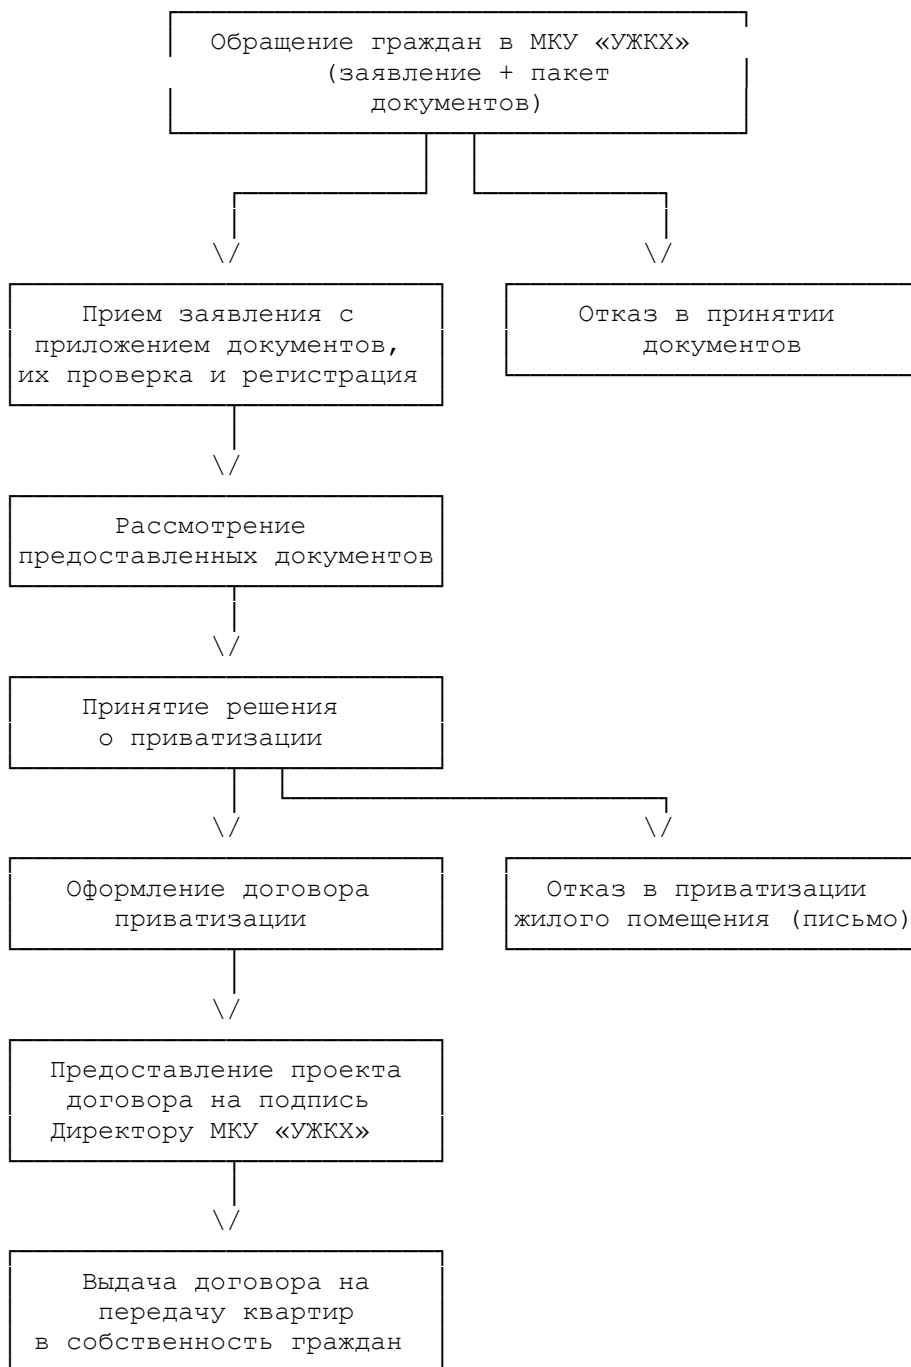 Обращение граждан в МКУ «УЖКХ»
(заявление + пакет
документов)
Прием заявления с
приложением документов,
их проверка и регистрация
Отказ в принятии
документов
Рассмотрение
предоставленных документов
Принятие решения
о приватизации
Оформление договора
приватизации
Отказ в приватизации
жилого помещения (письмо)
Предоставление проекта
договора на подпись
Директору МКУ «УЖКХ»
Выдача договора на
передачу квартир
в собственность граждан